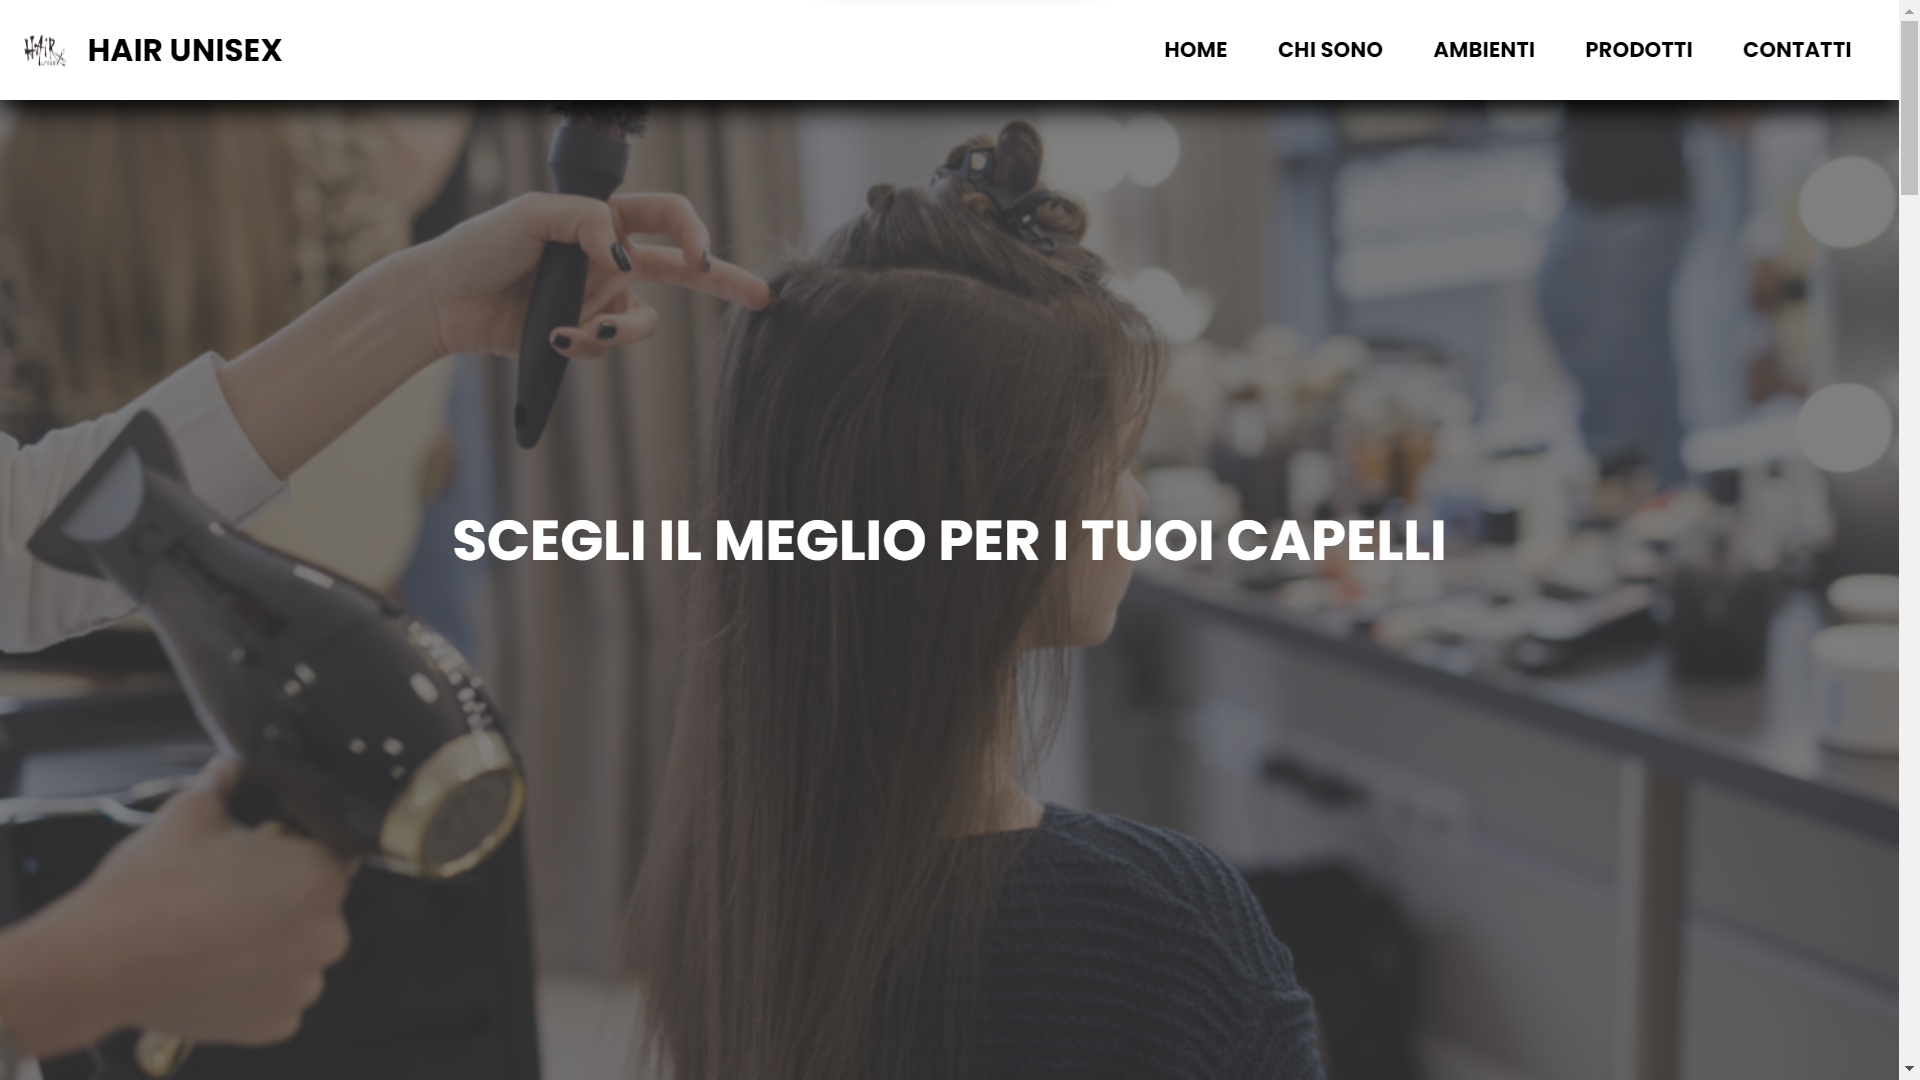 HAIR UNISEX
HOME CHI SONO AMBIENTI PRODOTTI CONTATTI
SCEGLI IL MEGLIO PER I TUOI CAPELLI